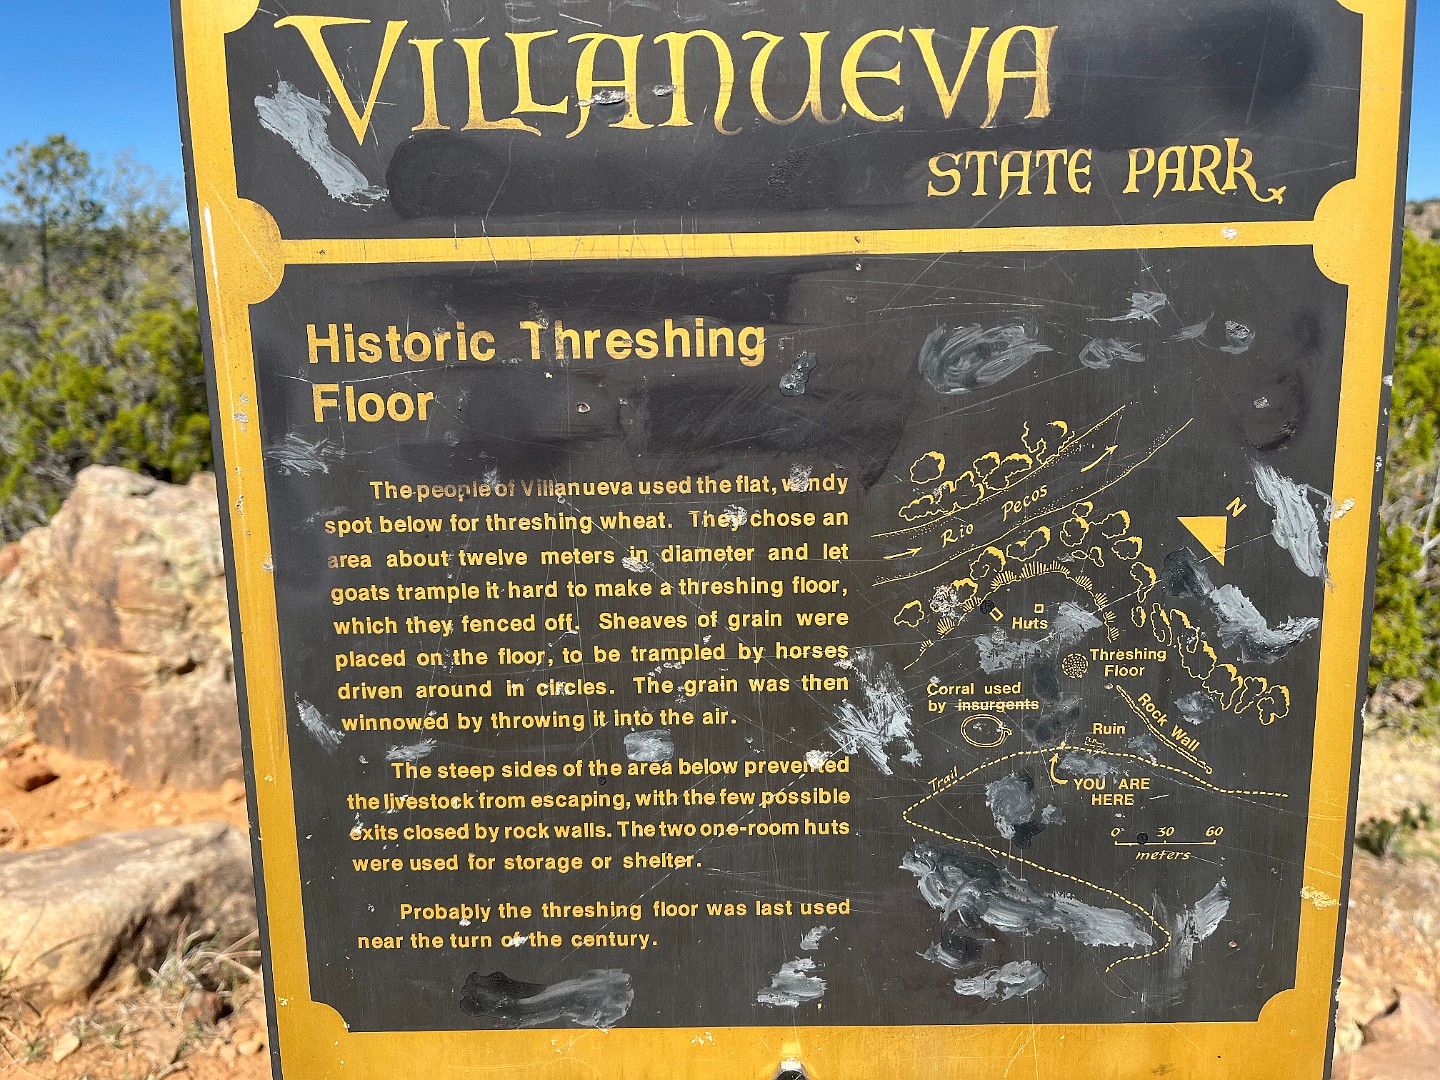 VILLANUEVA
STATE PARK
Historic Threshing
Floor
The people of Villanueva used the flat, windy
spot below for threshing wheat. They chose an
area about twelve meters in diameter and let
goats trample it hard to make a threshing floor,
which they fenced off. Sheaves of grain were
placed on the floor, to be trampled by horses
driven around in circles. The grain was then
winnowed by throwing it into the air.
The steep sides of the area below prevented
the livestock from escaping, with the few possible
exits closed by rock walls. The two one-room huts
were used for storage or shelter.
Probably the threshing floor was last used
near the turn of the century.
Rio Pecos
N
Huts
Threshing
Floor
Corral used
by insurgents
Rock Wall
Ruin
Trail
YOU ARE
HERE
0 30 60
meters